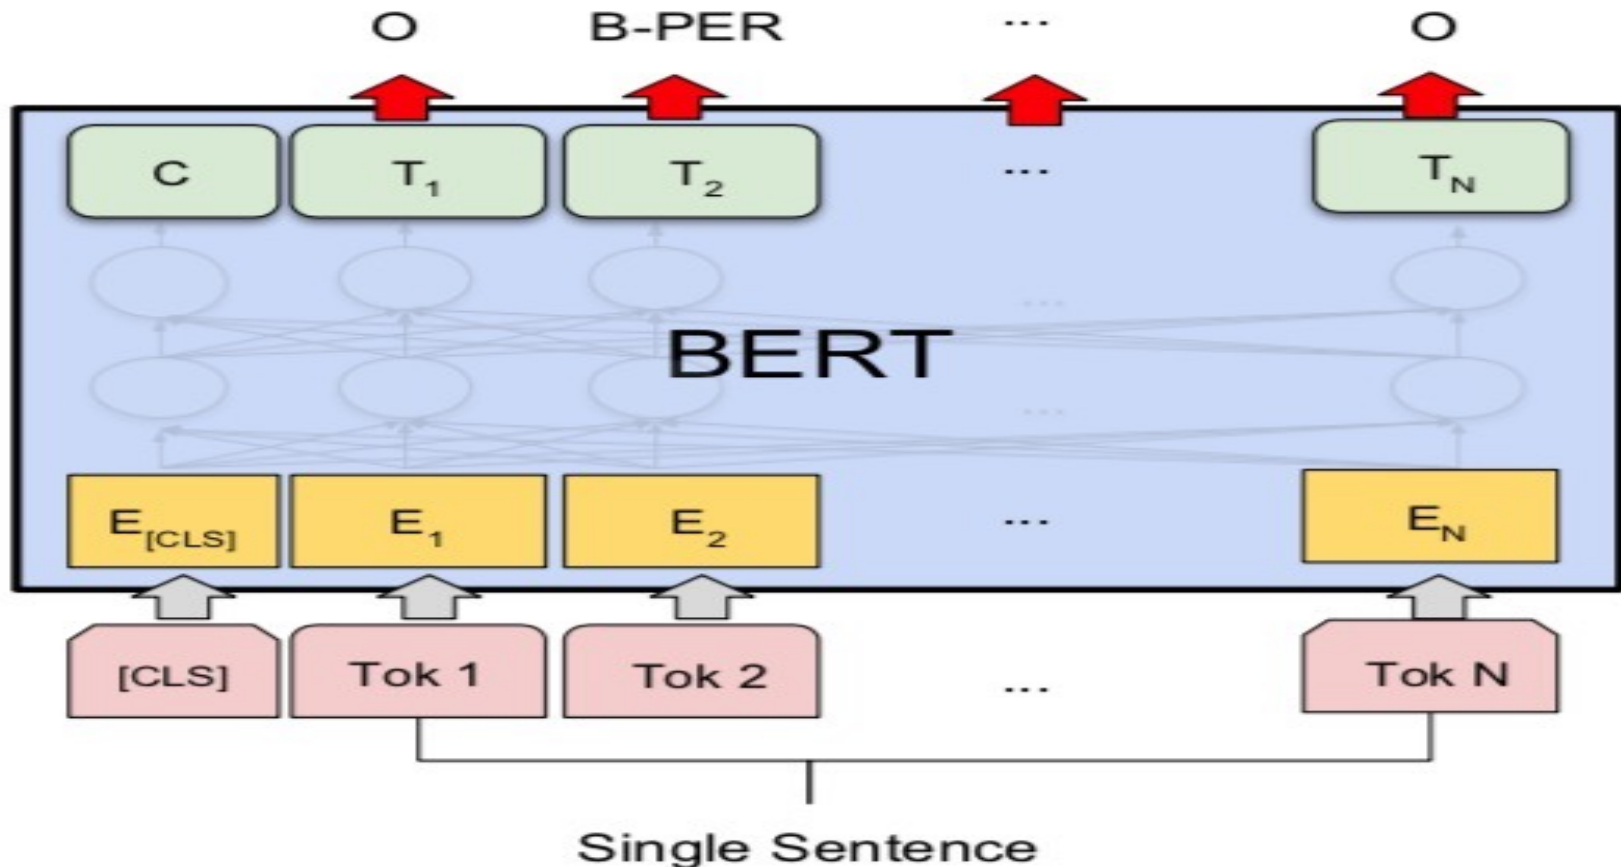 O B-PER ... O
C T1 T2 ... TN
...
BERT
...
E[CLS] E1 E2 ... EN
[CLS] Tok 1 Tok 2 ... Tok N
Single Sentence